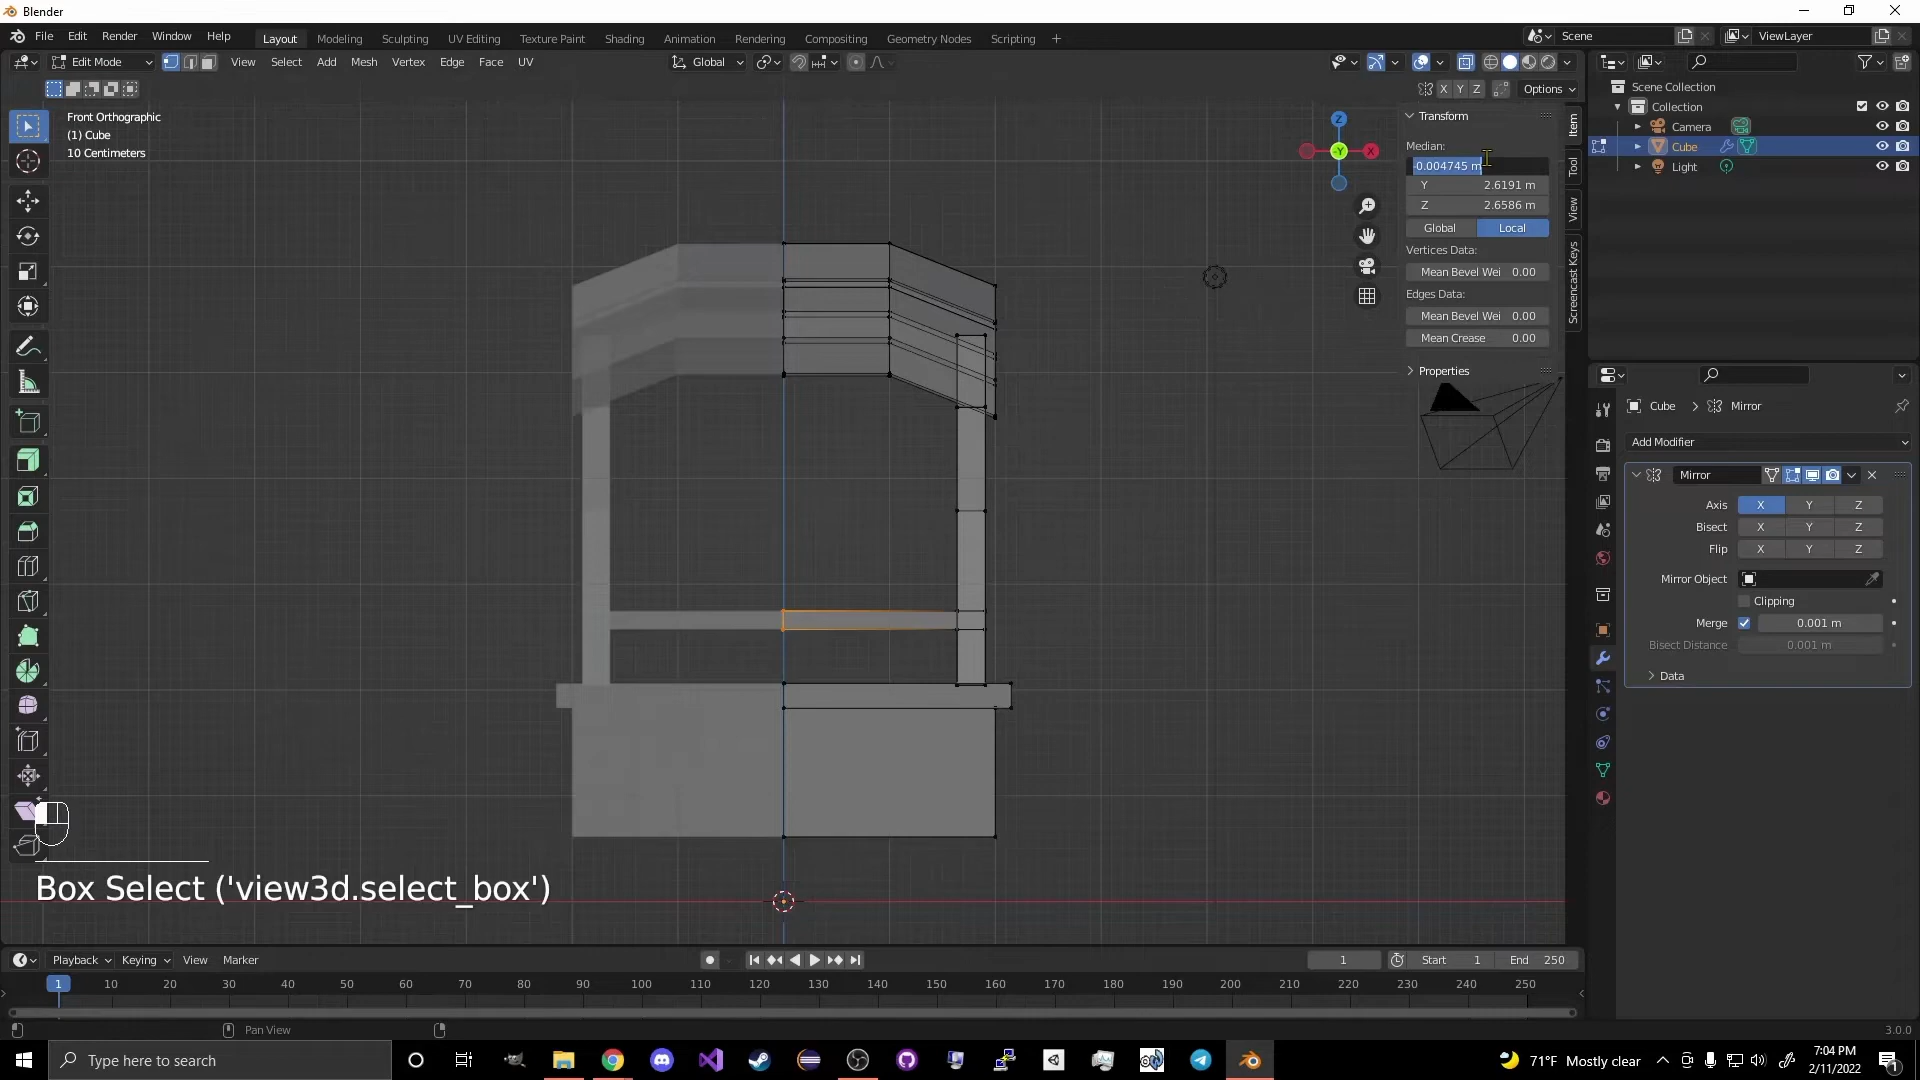 Blender
File Edit Render Window Help
Layout Modeling Sculpting UV Editing Texture Paint Shading Animation Rendering Compositing Geometry Nodes Scripting +
Scene ViewLayer
Edit Mode View Select Add Mesh Vertex Edge Face UV
Global
X Y Z Options
Front Orthographic
(1) Cube
10 Centimeters
Z
-Y
X
Transform
Median:
-0.004745 m
Y 2.6191 m
Z 2.6586 m
Global Local
Vertices Data:
Mean Bevel Wei 0.00
Edges Data:
Mean Bevel Wei 0.00
Mean Crease 0.00
Properties
Item
Tool
View
Screencast Keys
Scene Collection
Collection
Camera
Cube
Light
Cube > Mirror
Add Modifier
Mirror
Axis X Y Z
Bisect X Y Z
Flip X Y Z
Mirror Object
Clipping
Merge 0.001 m
Bisect Distance 0.001 m
Data
Box Select ('view3d.select_box')
Playback Keying View Marker
1 Start 1 End 250
1 10 20 30 40 50 60 70 80 90 100 110 120 130 140 150 160 170 180 190 200 210 220 230 240 250
Pan View
3.0.0
Type here to search
71°F Mostly clear
7:04 PM
2/11/2022
1